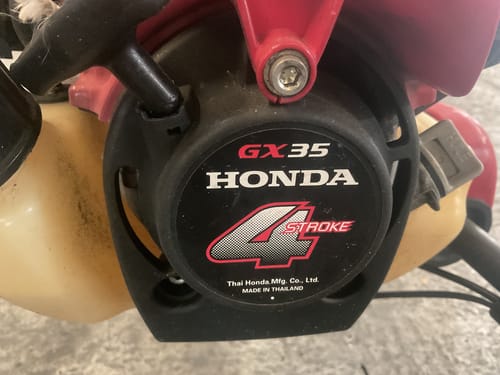 GX35
HONDA
4 STROKE
Thai Honda Mfg. Co., Ltd.
MADE IN THAILAND